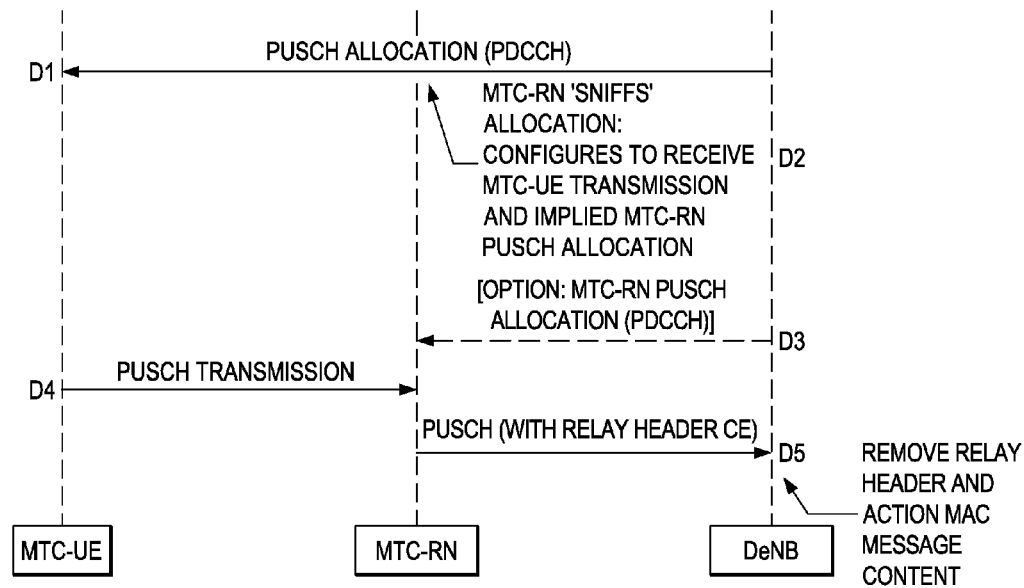 PUSCH ALLOCATION (PDCCH)
D1
MTC-RN 'SNIFFS'
ALLOCATION:
CONFIGURES TO RECEIVE
MTC-UE TRANSMISSION
AND IMPLIED MTC-RN
PUSCH ALLOCATION
D2
[OPTION: MTC-RN PUSCH
ALLOCATION (PDCCH)]
D3
PUSCH TRANSMISSION
D4
PUSCH (WITH RELAY HEADER CE)
D5
REMOVE RELAY
HEADER AND
ACTION MAC
MESSAGE
CONTENT
MTC-UE
MTC-RN
DeNB